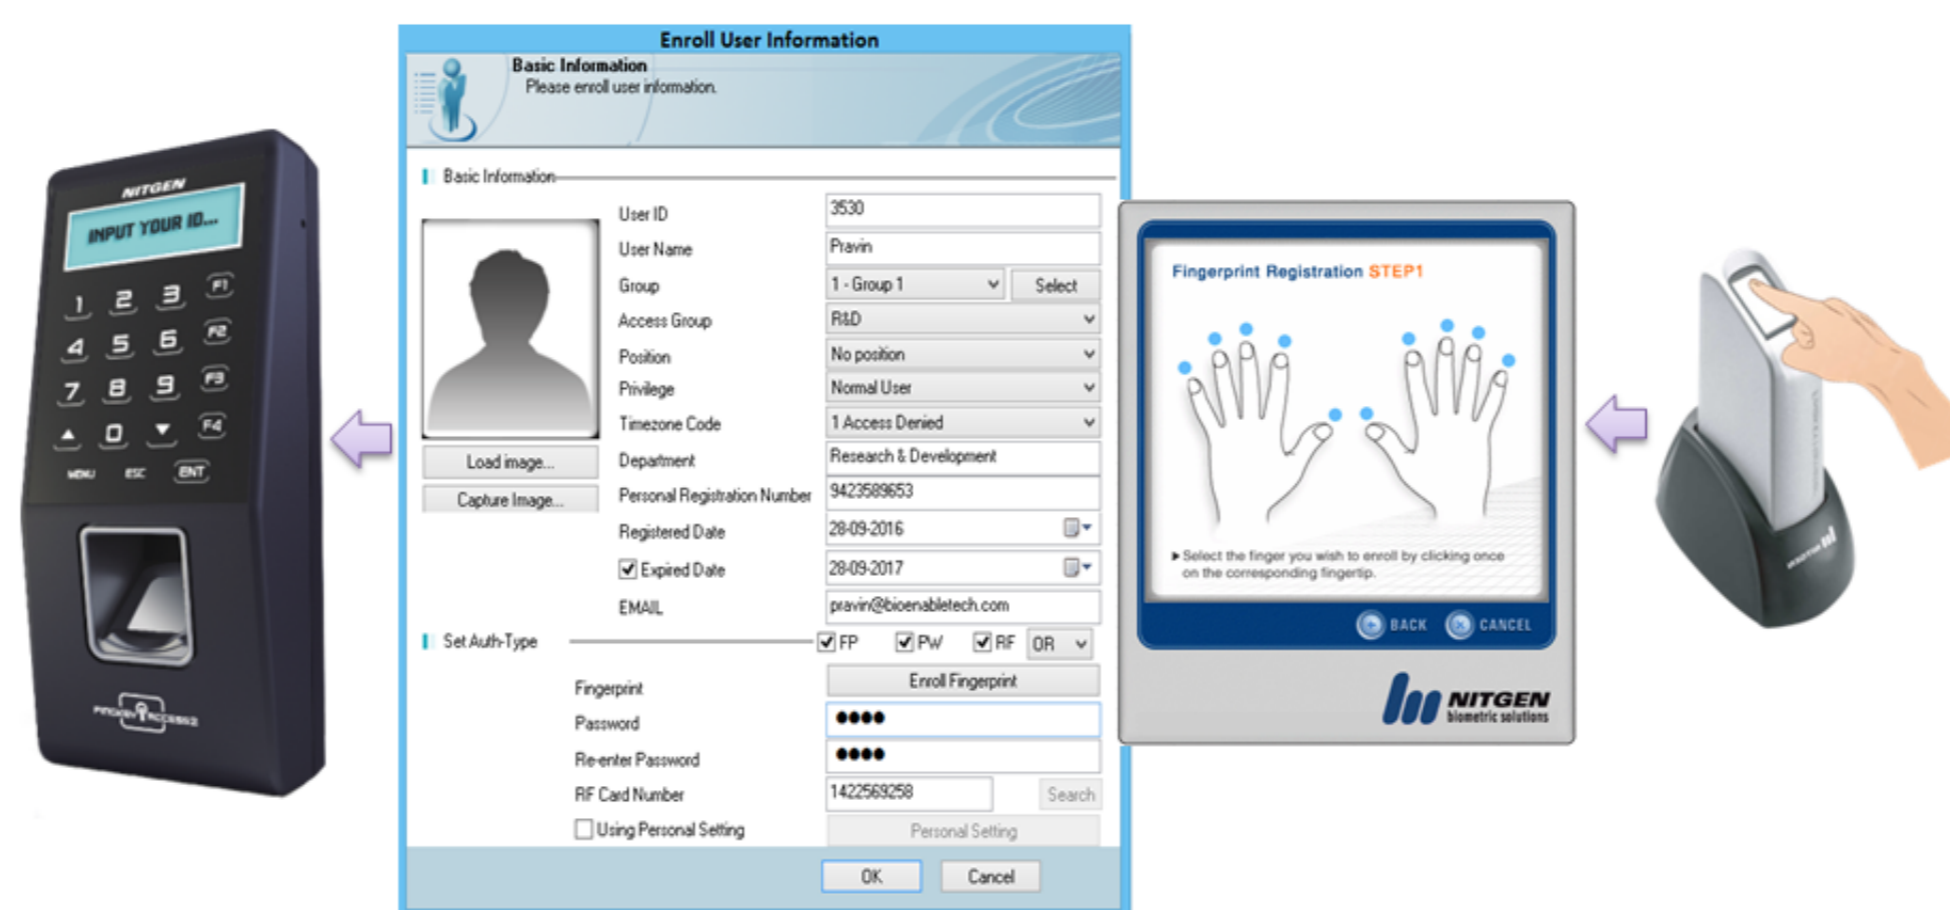 NITGEN
INPUT YOUR ID...
1 2 3 F1
4 5 6 F2
7 8 9 F3
0 F4
MENU ESC ENT
FINGKEY ACCESS2
Enroll User Information
Basic Information
Please enroll user information.
Basic Information
User ID 3530
User Name Pravin
Group 1 - Group 1 Select
Access Group R&D
Position No position
Privilege Normal User
Timezone Code 1 Access Denied
Load image...
Department Research & Development
Capture Image...
Personal Registration Number 9423589653
Registered Date 28-09-2016
Expired Date 28-09-2017
EMAIL pravin@bioenabletech.com
Set Auth-Type FP PW RF OR
Fingerprint Enroll Fingerprint
Password ●●●●
Re-enter Password ●●●●
RF Card Number 1422569258 Search
Using Personal Setting Personal Setting
OK Cancel
Fingerprint Registration STEP1
Select the finger you wish to enroll by clicking once
on the corresponding fingertip.
BACK CANCEL
NITGEN
biometric solutions